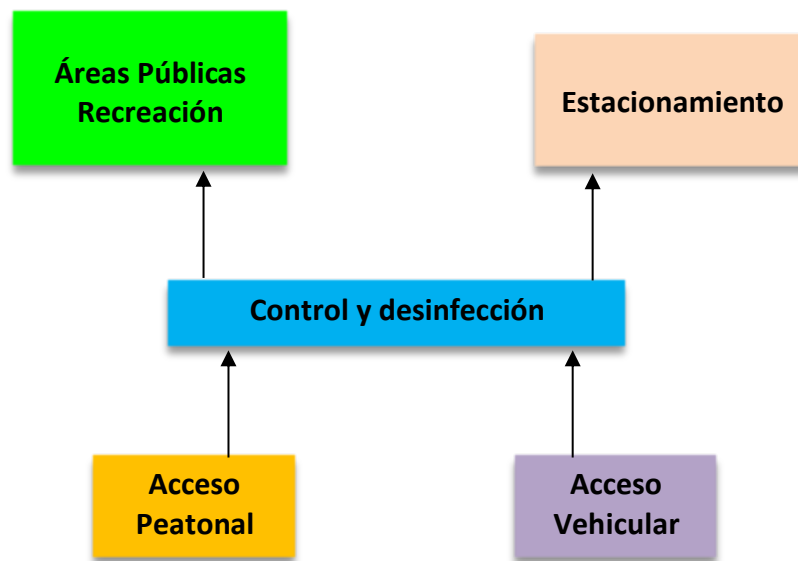 Áreas Públicas
Recreación
Estacionamiento
Control y desinfección
Acceso
Peatonal
Acceso
Vehicular